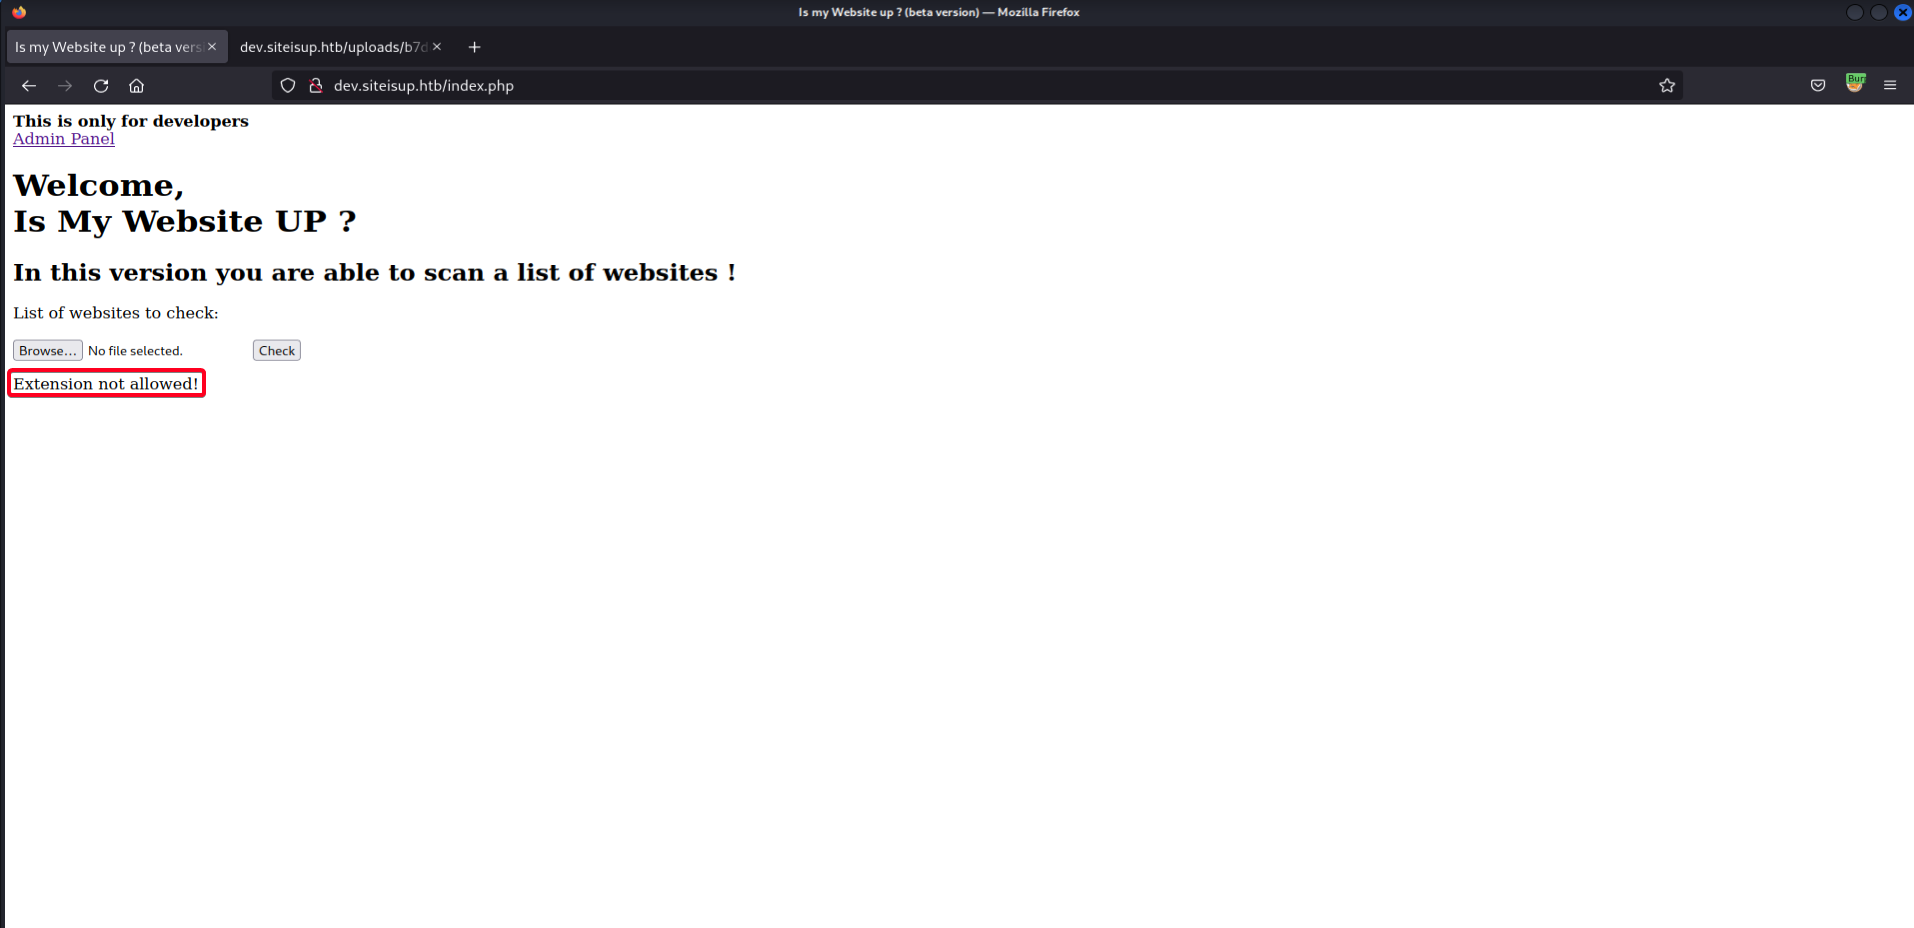 Is my Website up ? (beta version) — Mozilla Firefox
Is my Website up ? (beta vers
dev.siteisup.htb/uploads/b7d
dev.siteisup.htb/index.php
Bur
This is only for developers
Admin Panel
Welcome,
Is My Website UP ?
In this version you are able to scan a list of websites !
List of websites to check:
Browse... No file selected. Check
Extension not allowed!